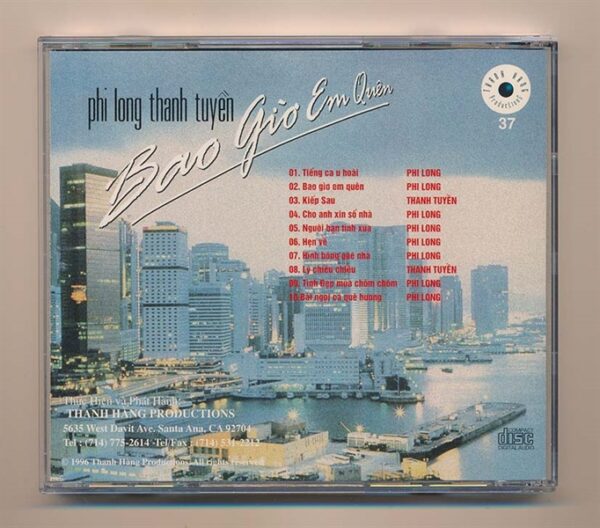 phi long thanh tuyền
Bao Giờ Em Quên
THANH HANG
Productions
37
01. Tiếng ca u hoài PHI LONG
02. Bao giờ em quên PHI LONG
03. Kiếp Sau THANH TUYỀN
04. Cho anh xin số nhà PHI LONG
05. Người bạn tình xưa PHI LONG
06. Hẹn về PHI LONG
07. Hình bóng quê nhà PHI LONG
08. Lý chiều chiều THANH TUYỀN
09. Tình Đẹp mùa chôm chôm PHI LONG
10. Bài ngợi ca quê hương PHI LONG
Thực Hiện và Phát Hành:
THANH HANG PRODUCTIONS
5635 West Davit Ave. Santa Ana, CA 92704
Tel : (714) 775-2614 Tel/Fax : (714) 531-2212
© 1996 Thanh Hang Productions. All rights reserved
COMPACT
disc
DIGITAL AUDIO